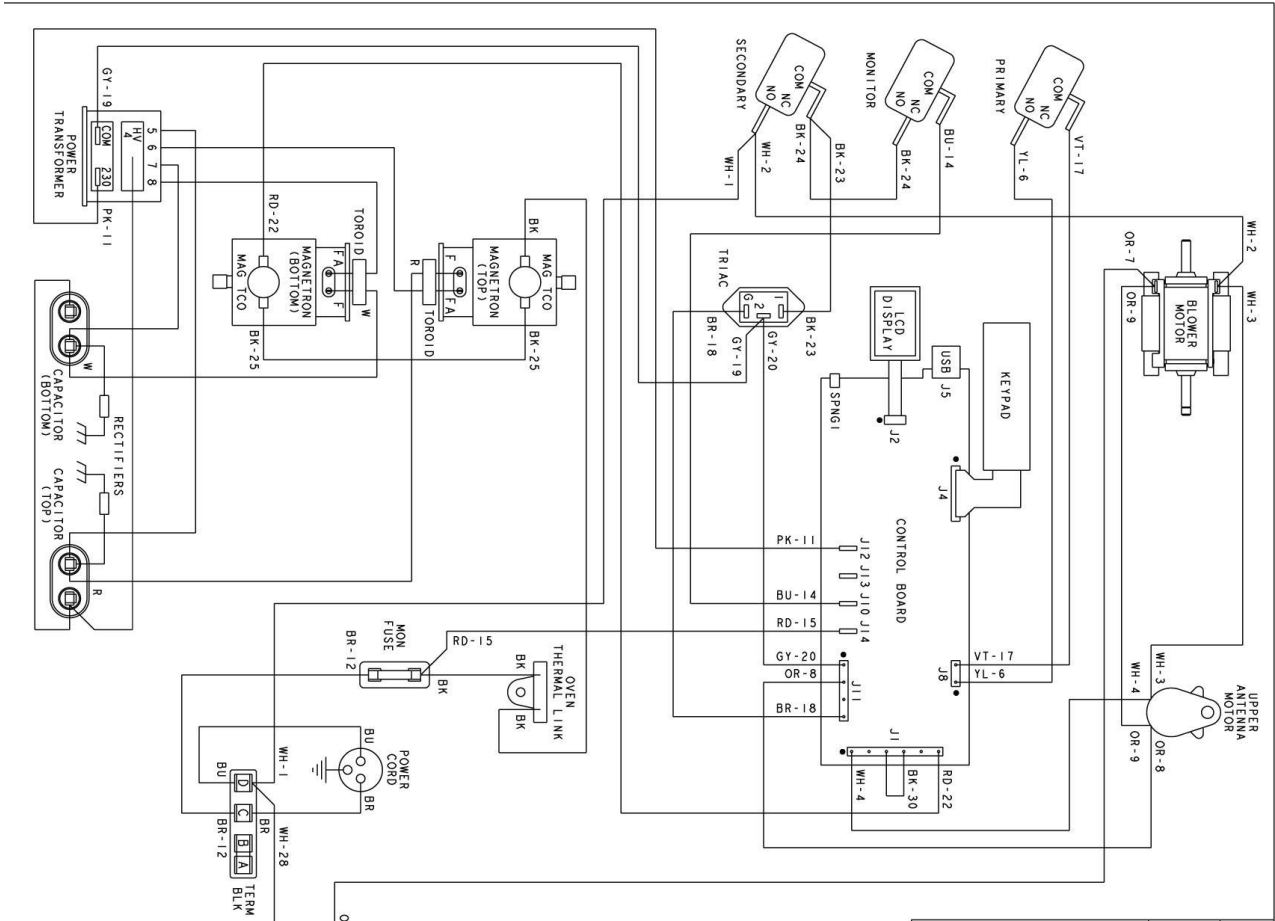 SECONDARY
COM
NC
NO
MONITOR
COM
NC
NO
PRIMARY
COM
NC
NO
WH-1
WH-2
BK-24
BK-23
BK-24
BU-14
YL-6
VT-17
GY-19
POWER
TRANSFORMER
COM
230
HV
4
5
6
7
8
PK-11
RD-22
MAG TCO
MAGNETRON
(BOTTOM)
TOROID
FA
F
W
BK-25
BK
MAG TCO
MAGNETRON
(TOP)
TOROID
R
F
FA
BK-25
TRIAC
G
2
1
BR-18
GY-19
GY-20
BK-23
LCD
DISPLAY
J2
USB
J5
SPNG1
KEYPAD
J4
OR-7
OR-9
BLOWER
MOTOR
WH-2
WH-3
W
CAPACITOR
(BOTTOM)
RECTIFIERS
CAPACITOR
(TOP)
R
CONTROL BOARD
PK-11
J12
J13
BU-14
J10
RD-15
J14
GY-20
OR-8
BR-18
J11
VT-17
YL-6
J8
J1
WH-4
BK-30
RD-22
WH-3
WH-4
OR-9
OR-8
UPPER
ANTENNA
MOTOR
MON
FUSE
BR-12
RD-15
BK
BK
BK
OVEN
THERMAL LINK
POWER
CORD
BU
BR
BU
WH-1
D
C
B
A
BR
BR-12
WH-28
TERM
BLK